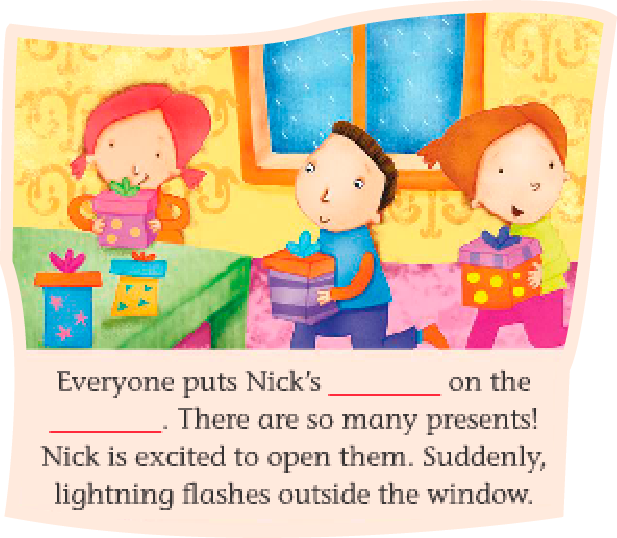 Everyone puts Nick's ________ on the
________. There are so many presents!
Nick is excited to open them. Suddenly,
lightning flashes outside the window.